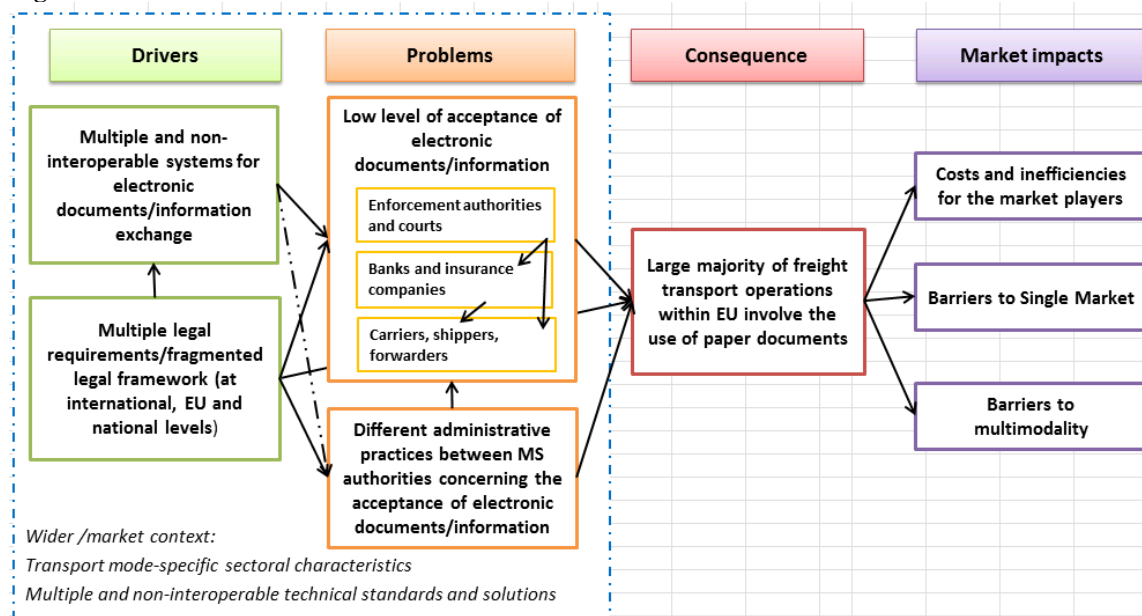 Drivers
Problems
Consequence
Market impacts
Multiple and non-
interoperable systems for
electronic
documents/information
exchange
Multiple legal
requirements/fragmented
legal framework (at
international, EU and
national levels)
Low level of acceptance of
electronic
documents/information
Enforcement authorities
and courts
Banks and insurance
companies
Carriers, shippers,
forwarders
Different administrative
practices between MS
authorities concerning the
acceptance of electronic
documents/information
Large majority of freight
transport operations
within EU involve the
use of paper documents
Costs and inefficiencies
for the market players
Barriers to Single Market
Barriers to
multimodality
Wider /market context:
Transport mode-specific sectoral characteristics
Multiple and non-interoperable technical standards and solutions